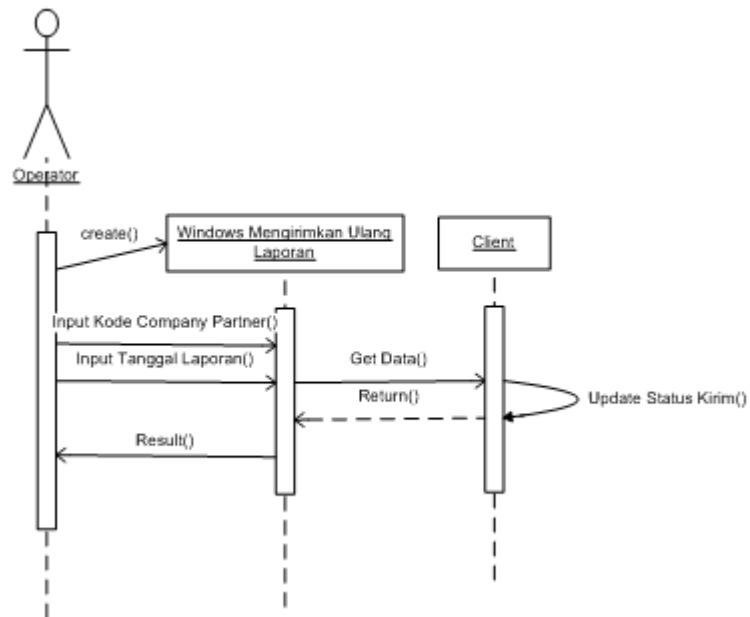 Operator
create()
Windows Mengirimkan Ulang
Laporan
Client
Input Kode Company Partner()
Input Tanggal Laporan()
Get Data()
Return()
Update Status Kirim()
Result()